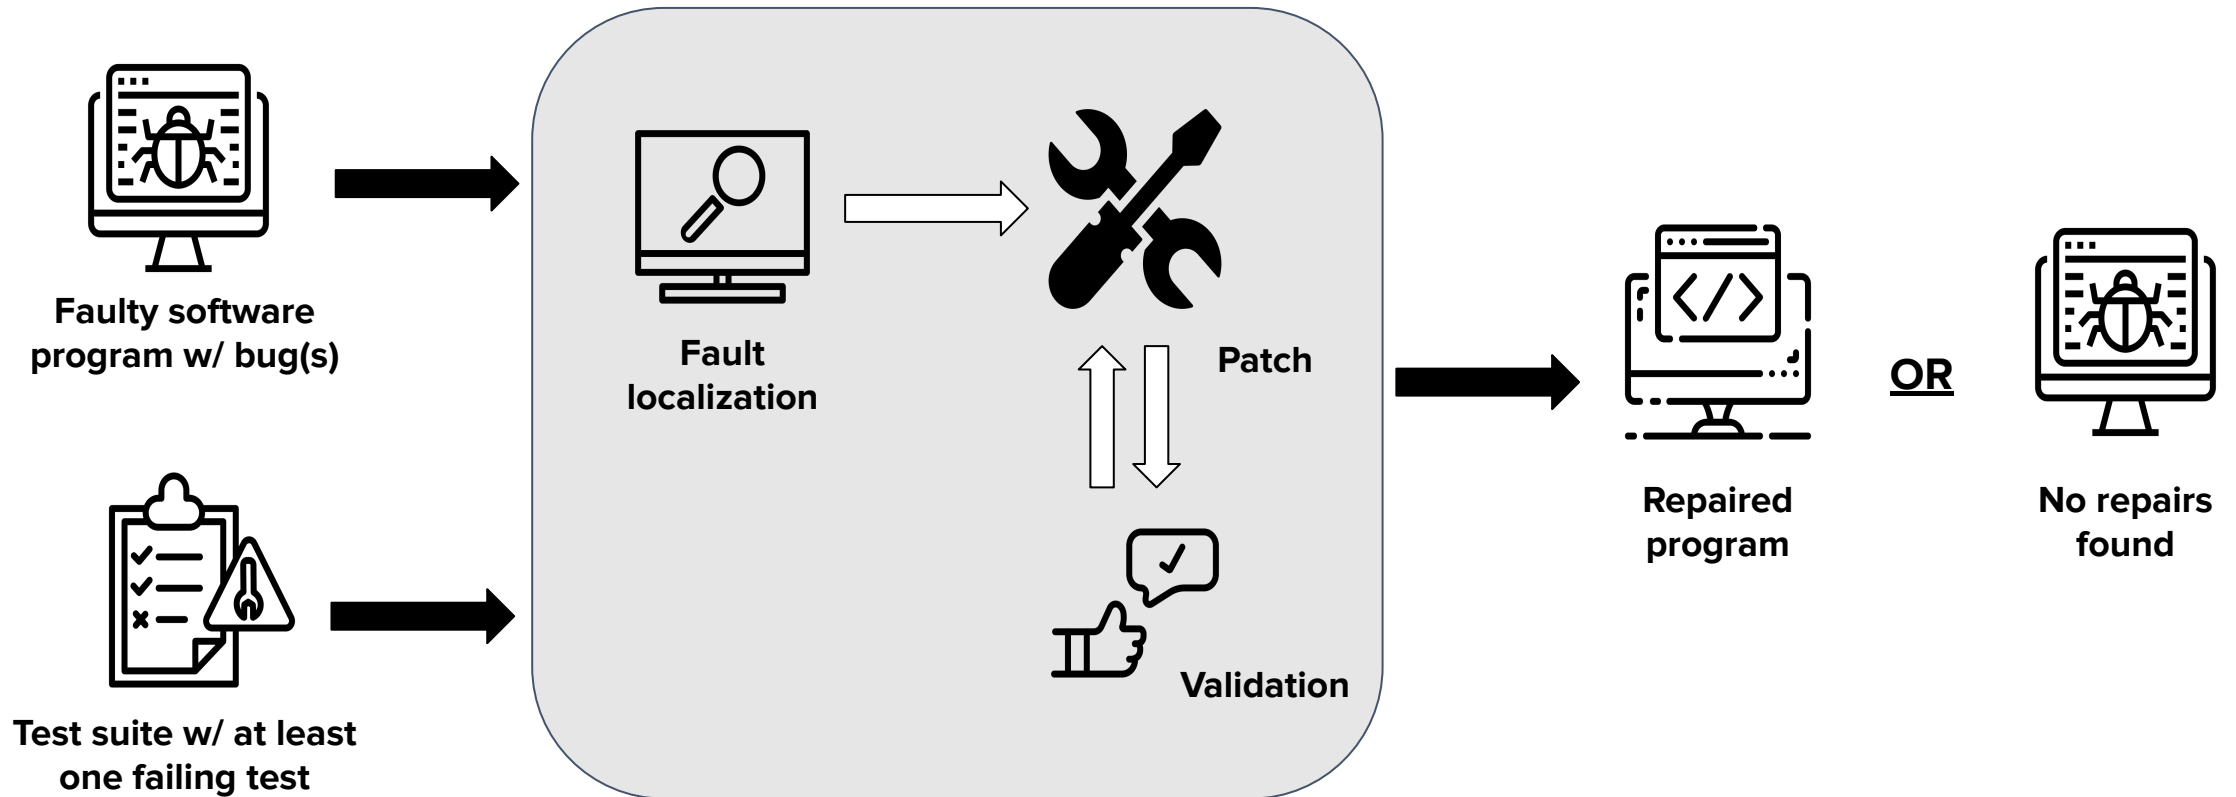 Faulty software
program w/ bug(s)
Test suite w/ at least
one failing test
Fault
localization
Patch
Validation
Repaired
program
OR
No repairs
found